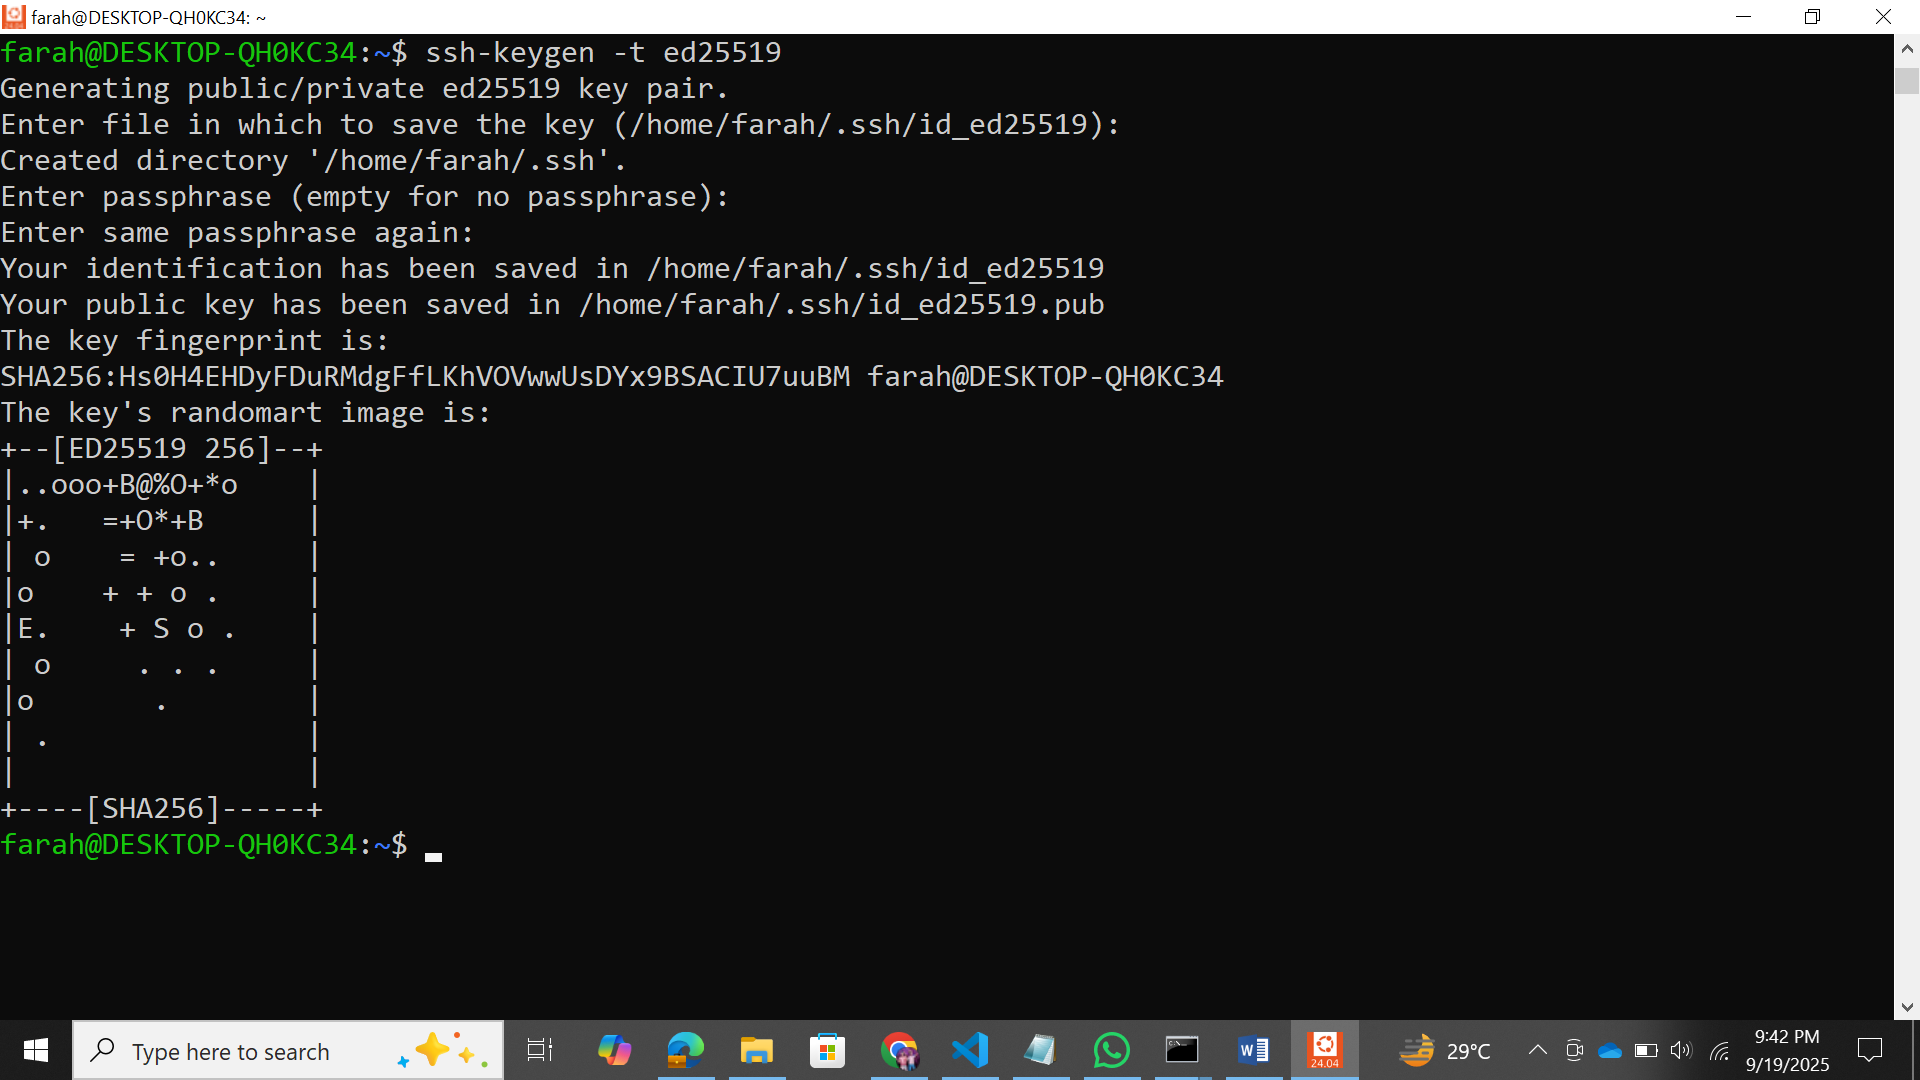 farah@DESKTOP-QH0KC34: ~
farah@DESKTOP-QH0KC34:~$ ssh-keygen -t ed25519
Generating public/private ed25519 key pair.
Enter file in which to save the key (/home/farah/.ssh/id_ed25519):
Created directory '/home/farah/.ssh'.
Enter passphrase (empty for no passphrase):
Enter same passphrase again:
Your identification has been saved in /home/farah/.ssh/id_ed25519
Your public key has been saved in /home/farah/.ssh/id_ed25519.pub
The key fingerprint is:
SHA256:Hs0H4EHDyFDuRMdgFfLKhVOVwwUsDYx9BSACIU7uuBM farah@DESKTOP-QH0KC34
The key's randomart image is:
+--[ED25519 256]--+
|..ooo+B@%O+*o    |
|+.   =+O*+B      |
| o    = +o..     |
|o    + + o .     |
|E.    + S o .    |
| o     . . .     |
|o       .        |
| .               |
|                 |
+----[SHA256]-----+
farah@DESKTOP-QH0KC34:~$
Type here to search
24.04
29°C
9:42 PM
9/19/2025